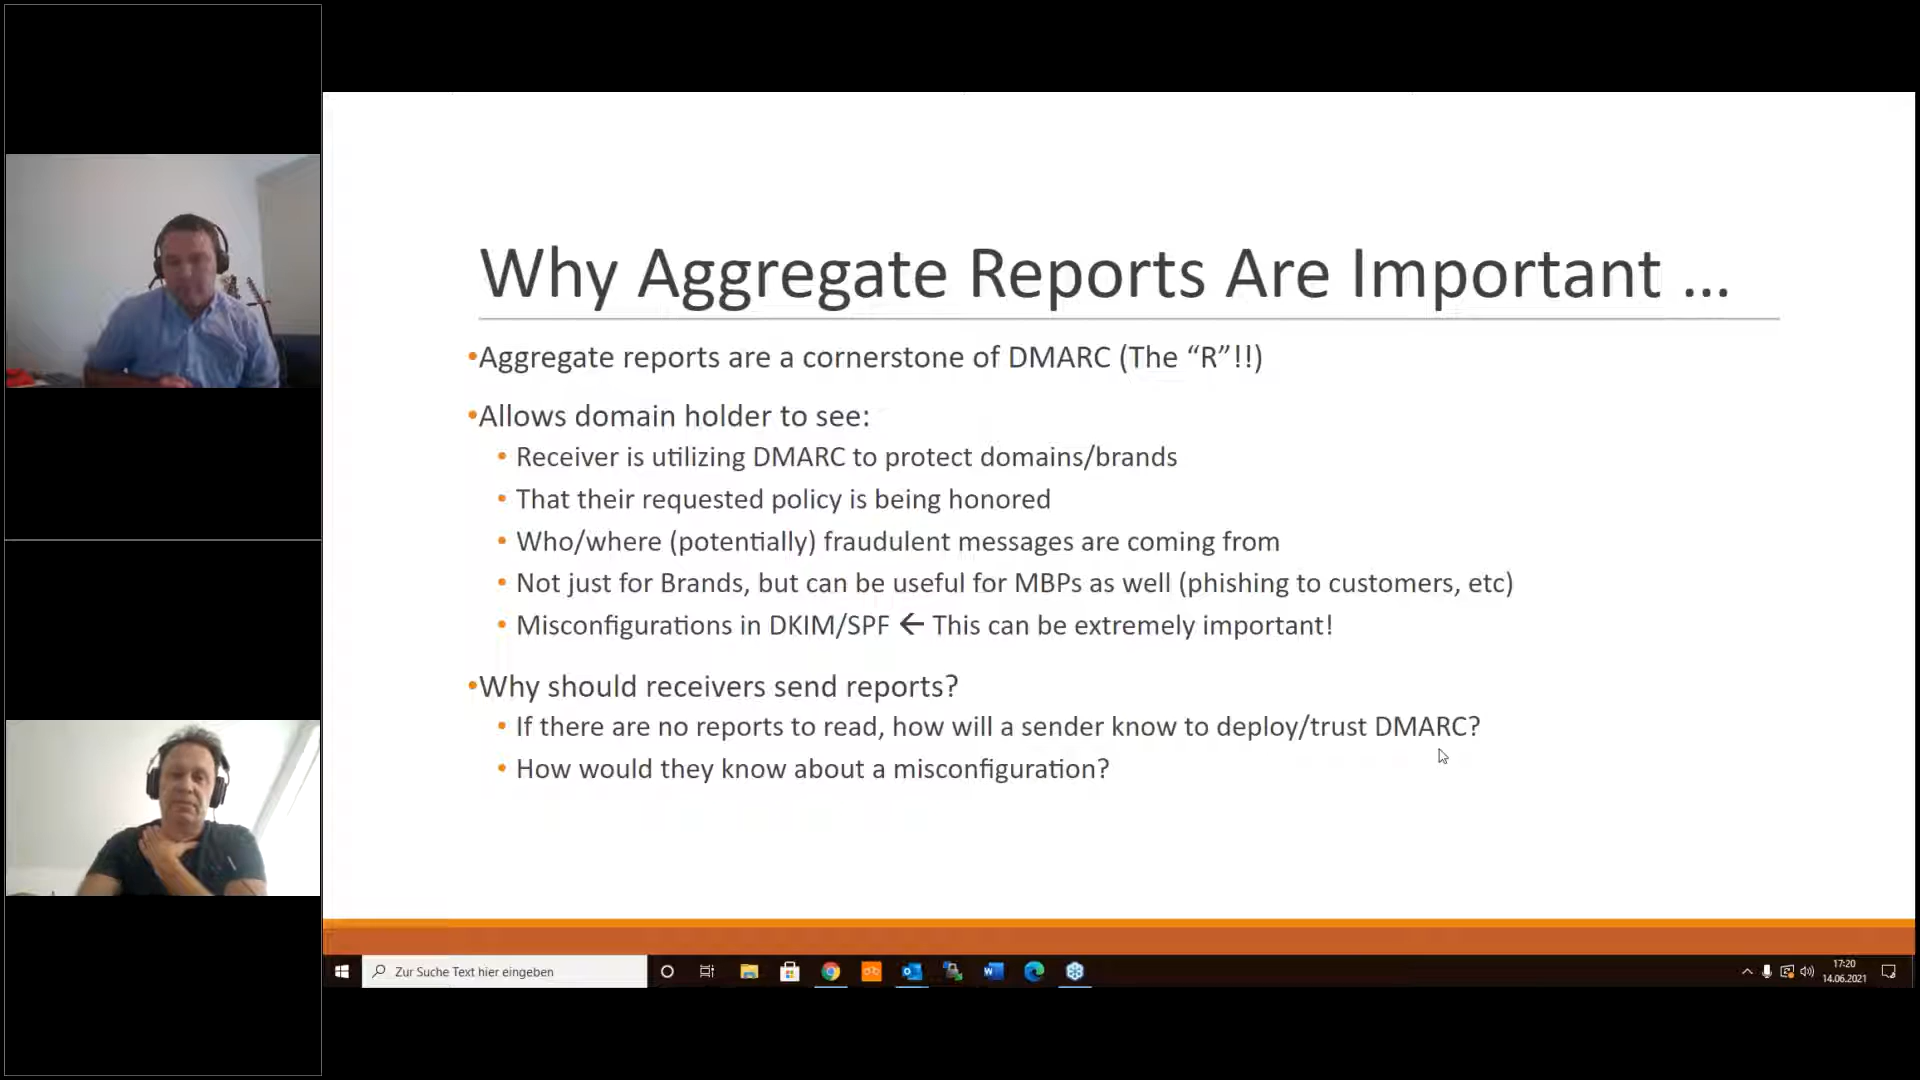 Why Aggregate Reports Are Important ...
•Aggregate reports are a cornerstone of DMARC (The “R”!!)
•Allows domain holder to see:
• Receiver is utilizing DMARC to protect domains/brands
• That their requested policy is being honored
• Who/where (potentially) fraudulent messages are coming from
• Not just for Brands, but can be useful for MBPs as well (phishing to customers, etc)
• Misconfigurations in DKIM/SPF ← This can be extremely important!
•Why should receivers send reports?
• If there are no reports to read, how will a sender know to deploy/trust DMARC?
• How would they know about a misconfiguration?
Zur Suche Text hier eingeben
17:20
14.06.2021